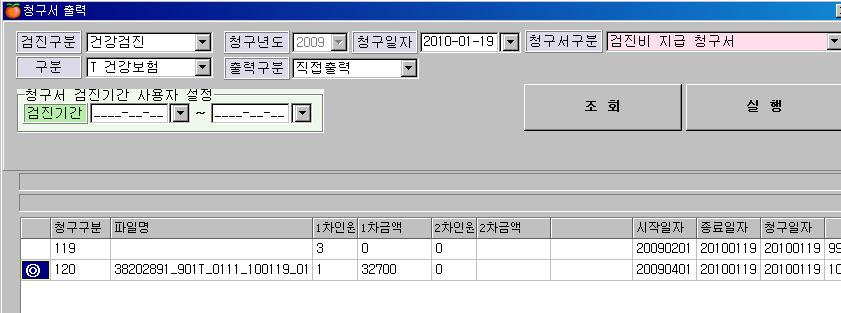 청구서 출력
검진구분 건강검진 청구년도 2009 청구일자 2010-01-19 청구서구분 검진비 지급 청구서
구분 T 건강보험 출력구분 직접출력
청구서 검진기간 사용자 설정
검진기간 ____-__-__ ~ ____-__-__
조 회 실 행
청구구분 파일명 1차인원 1차금액 2차인원 2차금액 시작일자 종료일자 청구일자
119 3 0 0 20090201 20100119 20100119 99
120 38202891_901T_0111_100119_01 1 32700 0 20090401 20100119 20100119 10